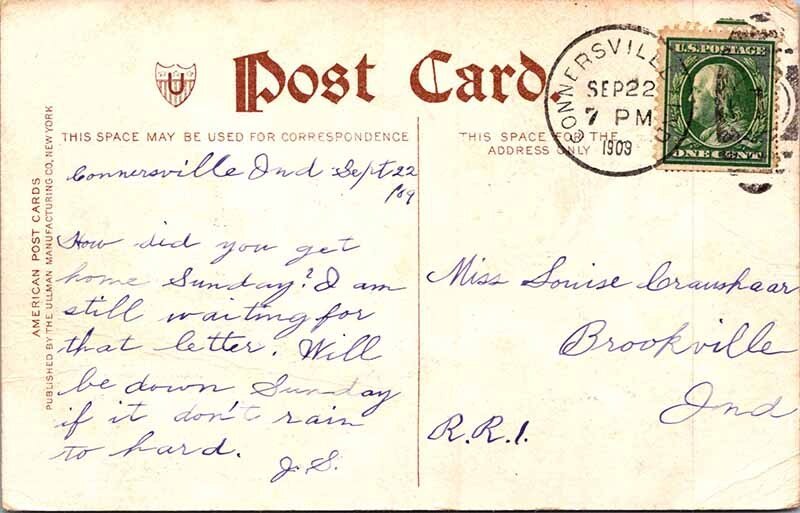 U
Post Card.
THIS SPACE MAY BE USED FOR CORRESPONDENCE
THIS SPACE FOR THE
ADDRESS ONLY
AMERICAN POST CARDS
PUBLISHED BY THE ULLMAN MANUFACTURING CO, NEW YORK
CONNERSVILLE
SEP 22
7 PM
1909
U.S. POSTAGE
ONE CENT
Connersville Ind Sept 22
/09
How did you get
home Sunday? I am
still waiting for
that letter. Will
be down Sunday
if it don't rain
to hard.
J. S.
Miss Louise Craushaar
Brookville
Ind
R.R.1.